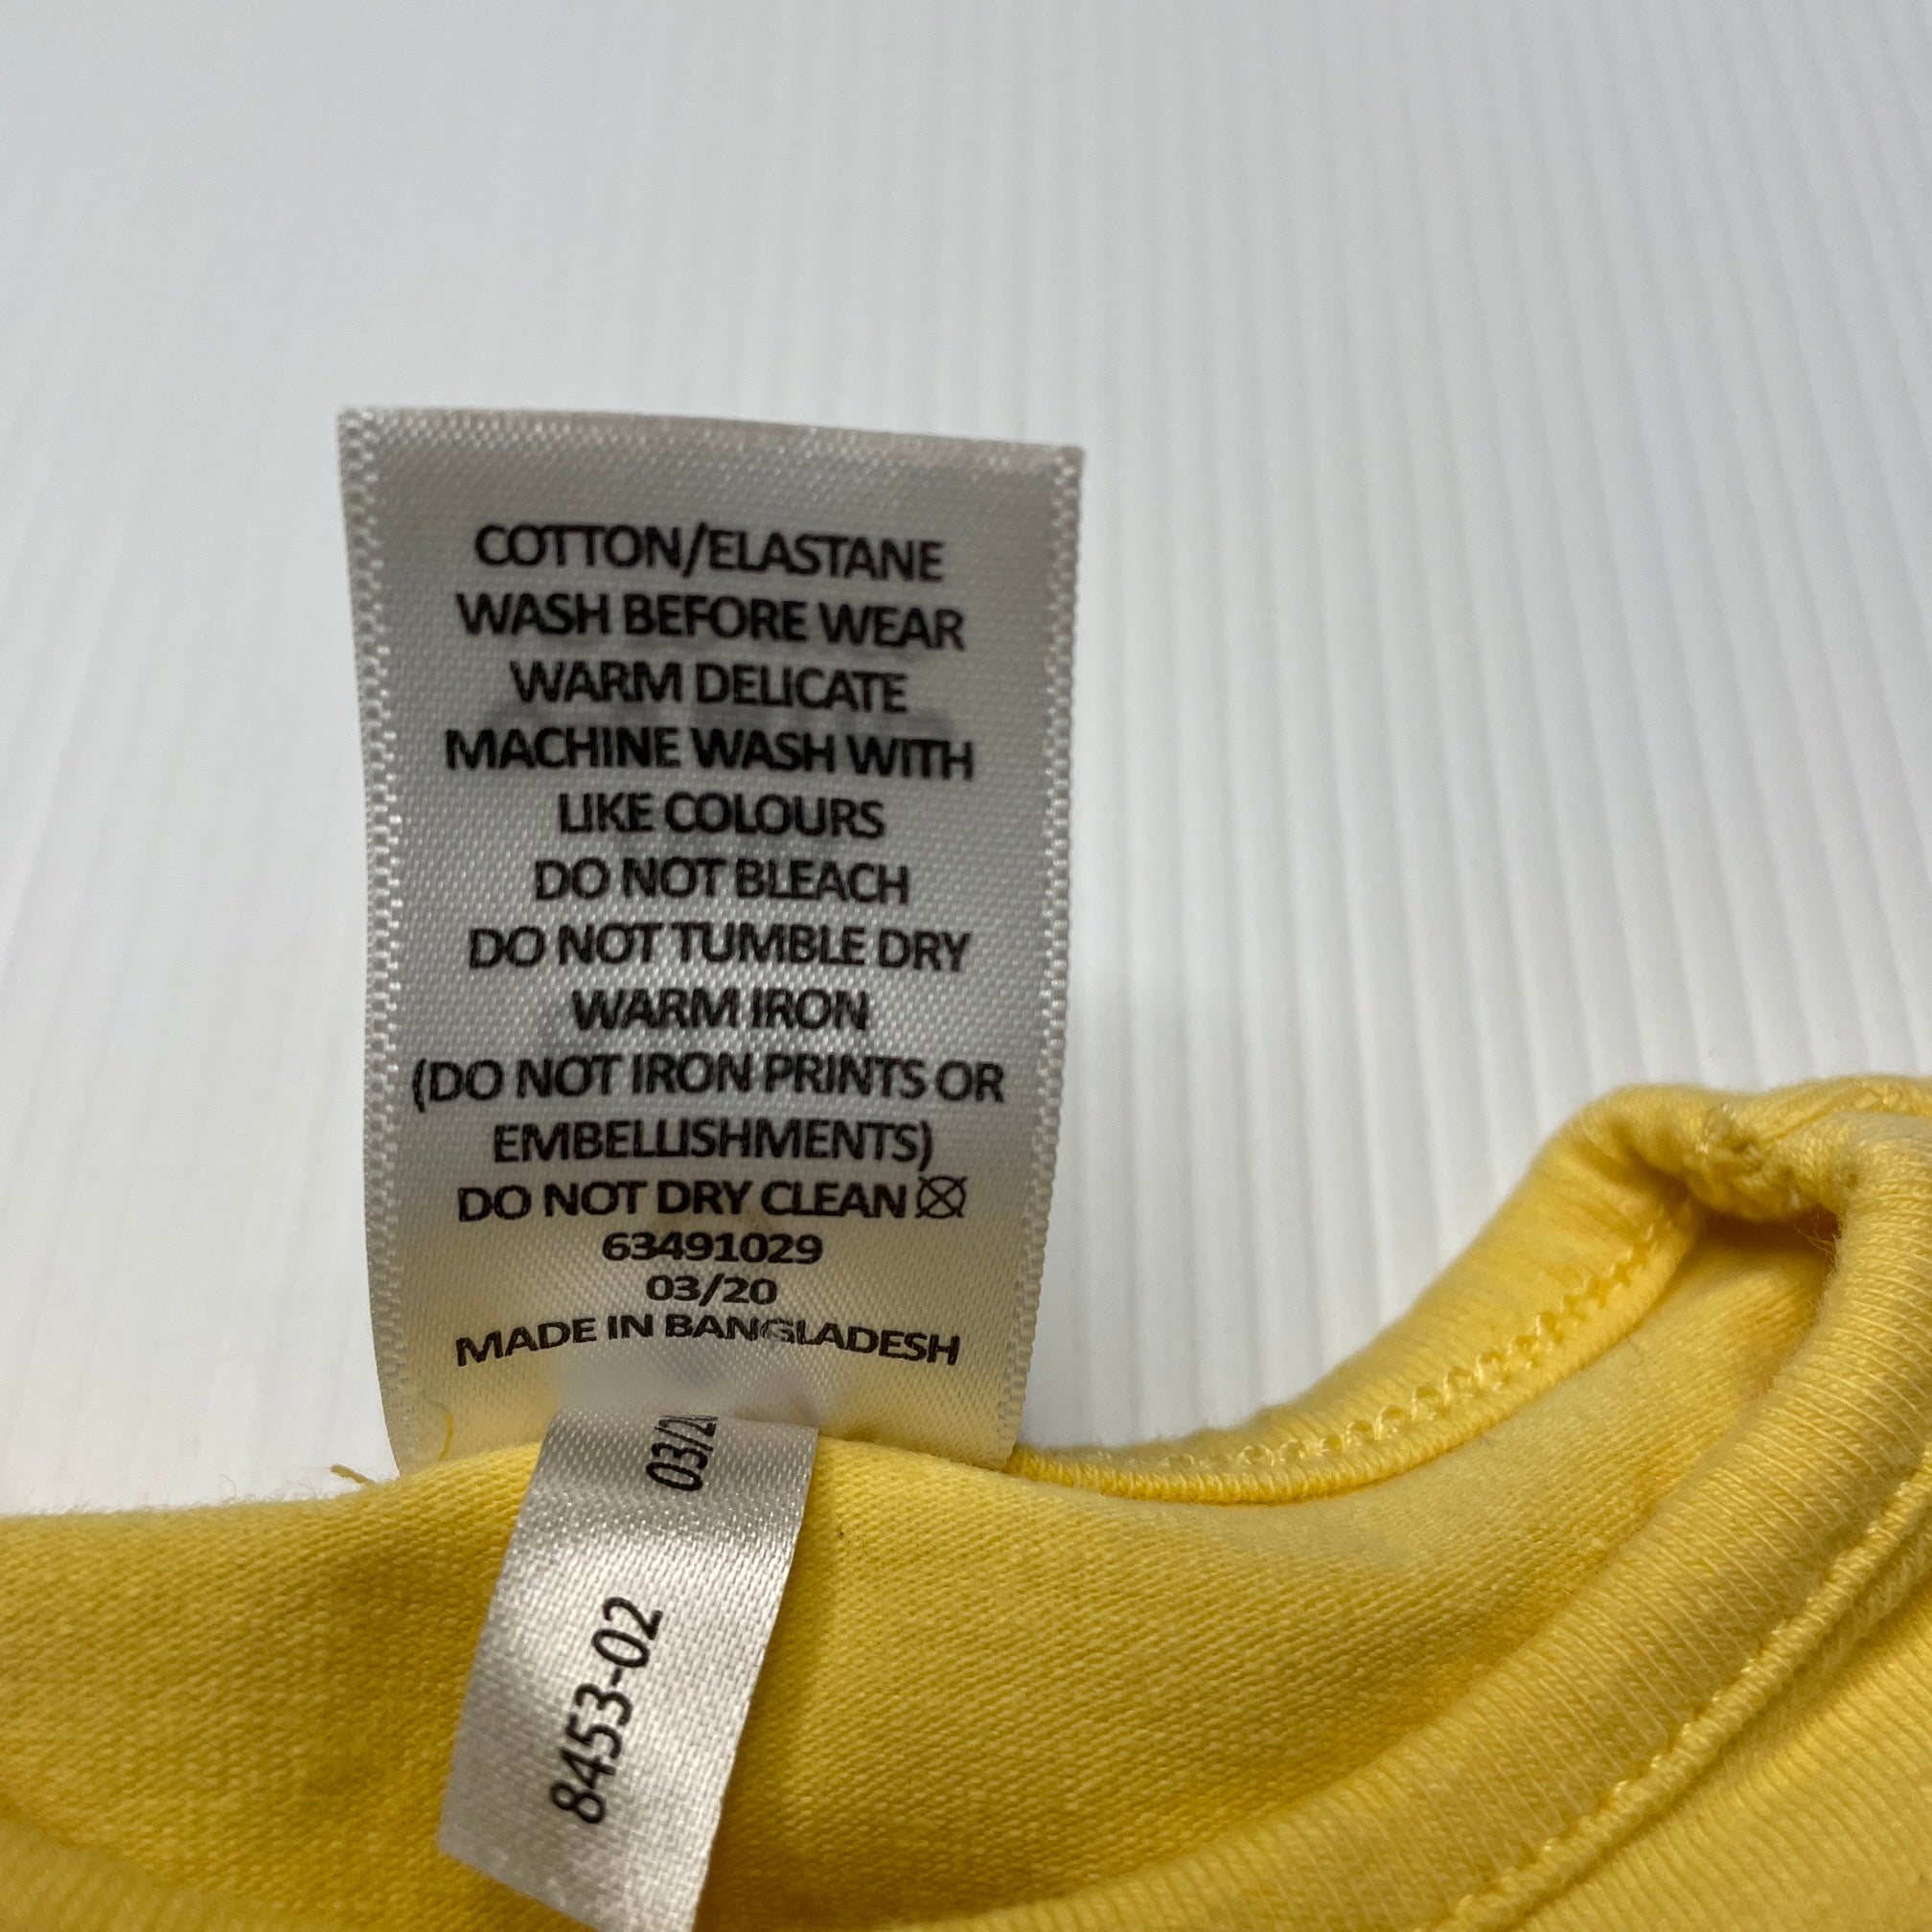 COTTON/ELASTANE
WASH BEFORE WEAR
WARM DELICATE
MACHINE WASH WITH
LIKE COLOURS
DO NOT BLEACH
DO NOT TUMBLE DRY
WARM IRON
(DO NOT IRON PRINTS OR
EMBELLISHMENTS)
DO NOT DRY CLEAN
63491029
03/20
MADE IN BANGLADESH
8453-02